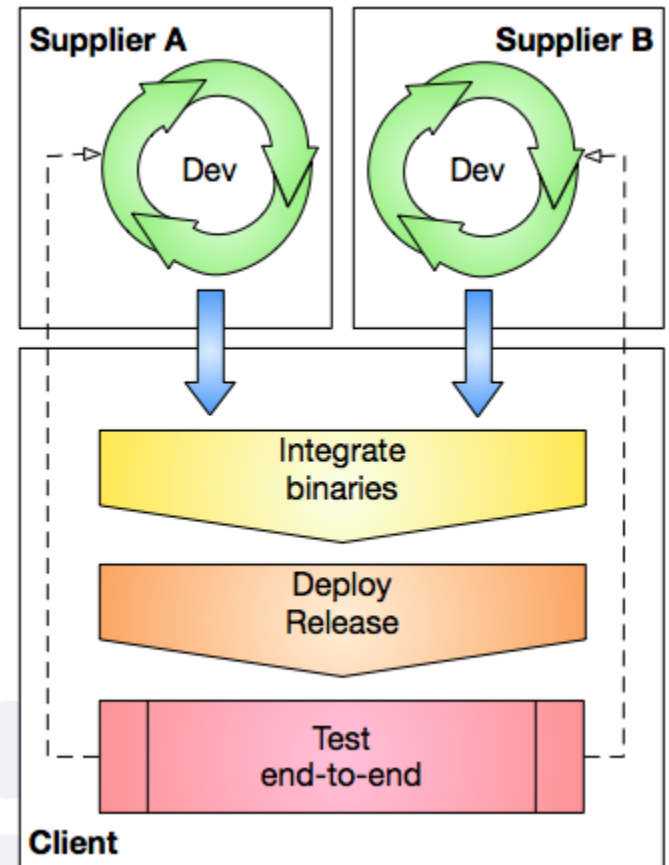 Supplier A
Supplier B
Dev
Dev
Integrate
binaries
Deploy
Release
Test
end-to-end
Client